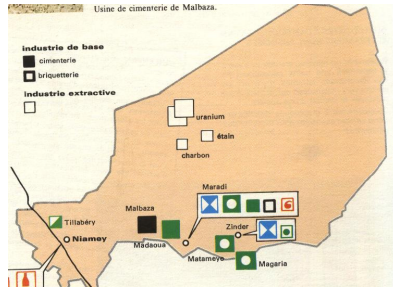 Usine de cimenterie de Malbaza.
industrie de base
cimenterie
briquetterie
industrie extractive
uranium
étain
charbon
Maradi
Malbaza
Tillabéry
Zinder
Niamey
Madaoua
Matameye
Magaria